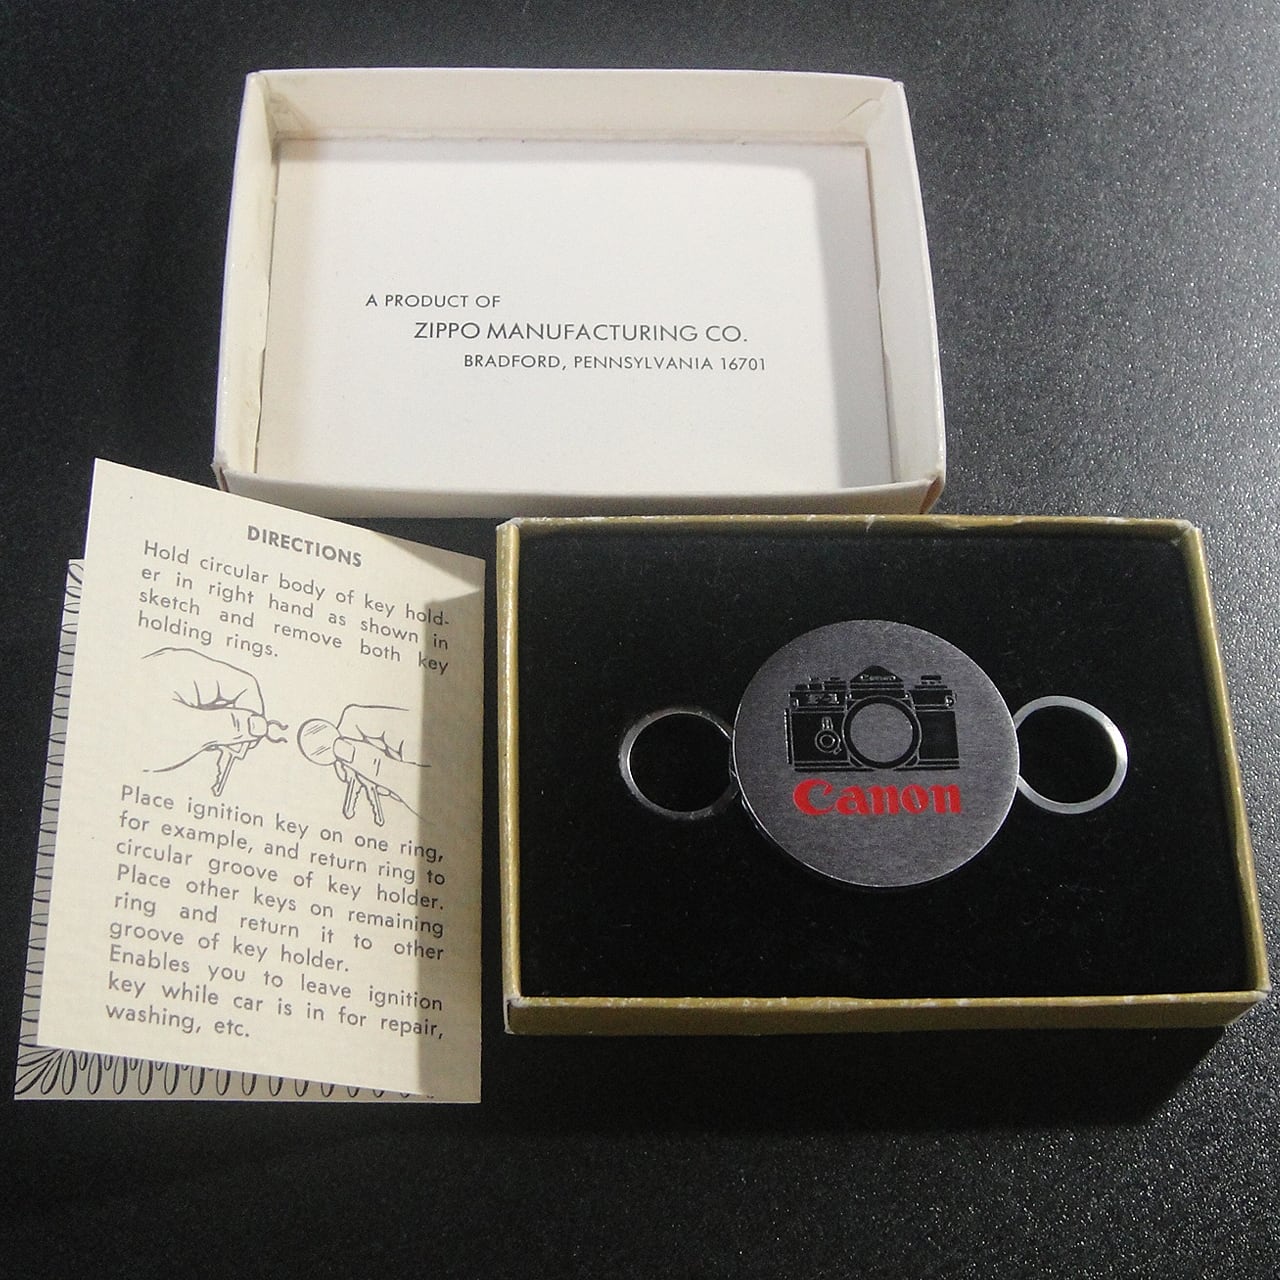 A PRODUCT OF
ZIPPO MANUFACTURING CO.
BRADFORD, PENNSYLVANIA 16701
DIRECTIONS
Hold circular body of key hold-
er in right hand as shown in
sketch and remove both key
holding rings.
Place ignition key on one ring,
for example, and return ring to
circular groove of key holder.
Place other keys on remaining
ring and return it to other
groove of key holder.
Enables you to leave ignition
key while car is in for repair,
washing, etc.
Canon
F-1
Canon